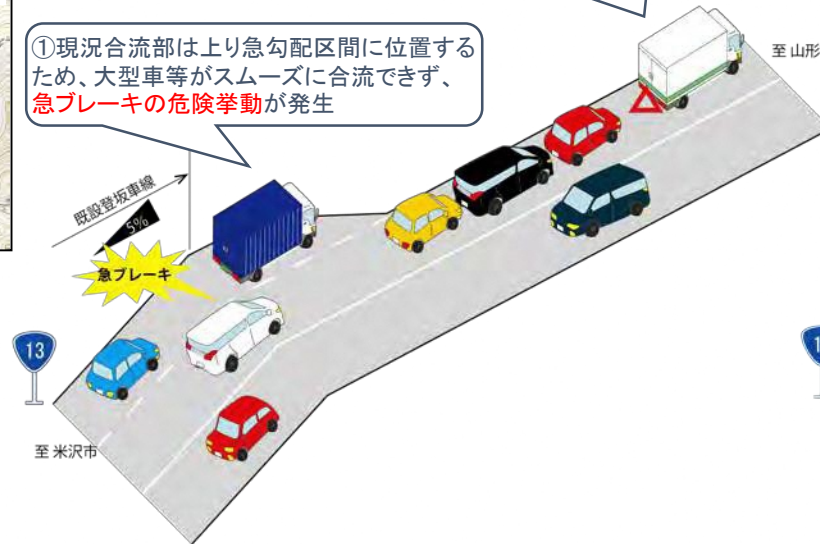 ①現況合流部は上り急勾配区間に位置する
ため、大型車等がスムーズに合流できず、
急ブレーキの危険挙動が発生
至 山形
既設登坂車線
5%
急ブレーキ
13
1
至 米沢市